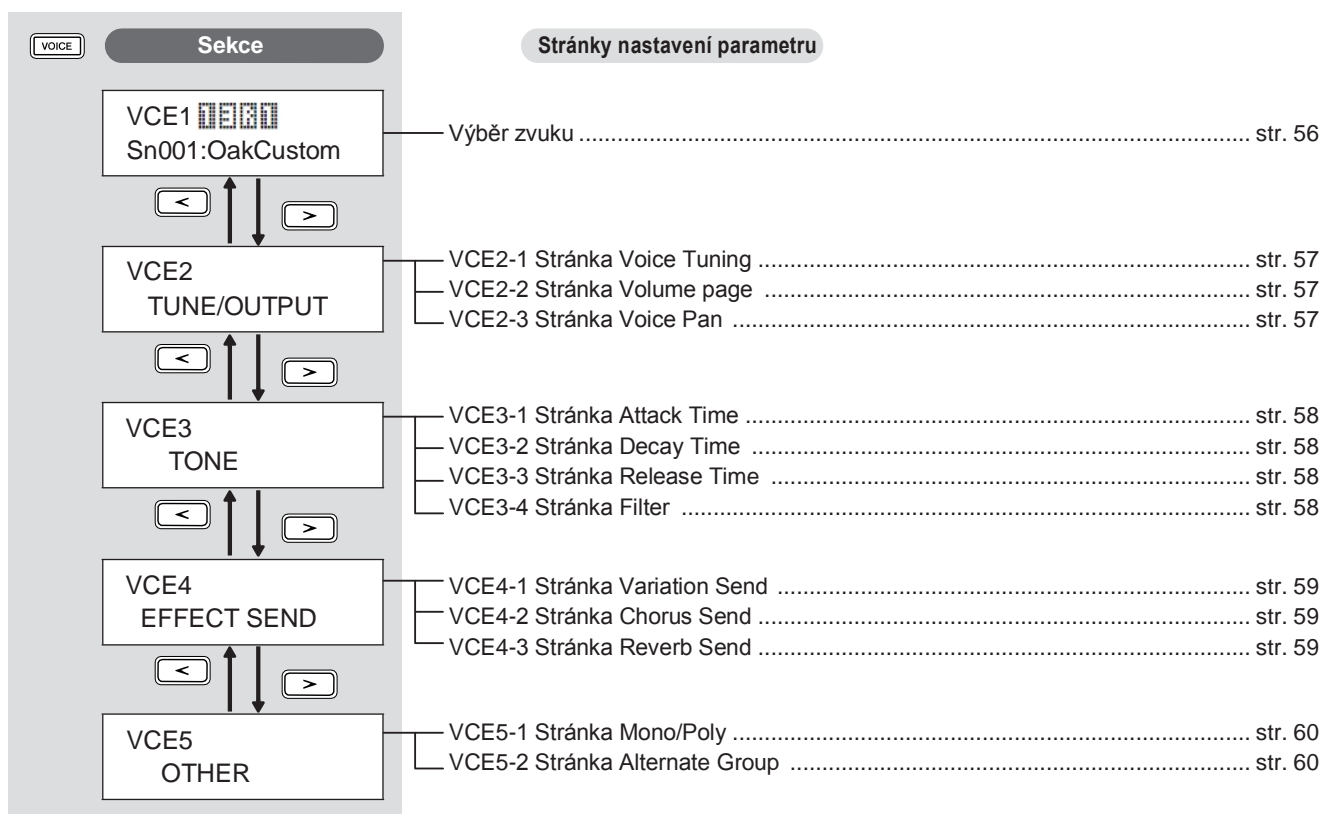 VOICE Sekce Stránky nastavení parametru
VCE1
Sn001:OakCustom
Výběr zvuku ........ str. 56
< >
VCE2
TUNE/OUTPUT
VCE2-1 Stránka Voice Tuning ........ str. 57
VCE2-2 Stránka Volume page ........ str. 57
VCE2-3 Stránka Voice Pan ........ str. 57
< >
VCE3
TONE
VCE3-1 Stránka Attack Time ........ str. 58
VCE3-2 Stránka Decay Time ........ str. 58
VCE3-3 Stránka Release Time ........ str. 58
VCE3-4 Stránka Filter ........ str. 58
< >
VCE4
EFFECT SEND
VCE4-1 Stránka Variation Send ........ str. 59
VCE4-2 Stránka Chorus Send ........ str. 59
VCE4-3 Stránka Reverb Send ........ str. 59
< >
VCE5
OTHER
VCE5-1 Stránka Mono/Poly ........ str. 60
VCE5-2 Stránka Alternate Group ........ str. 60